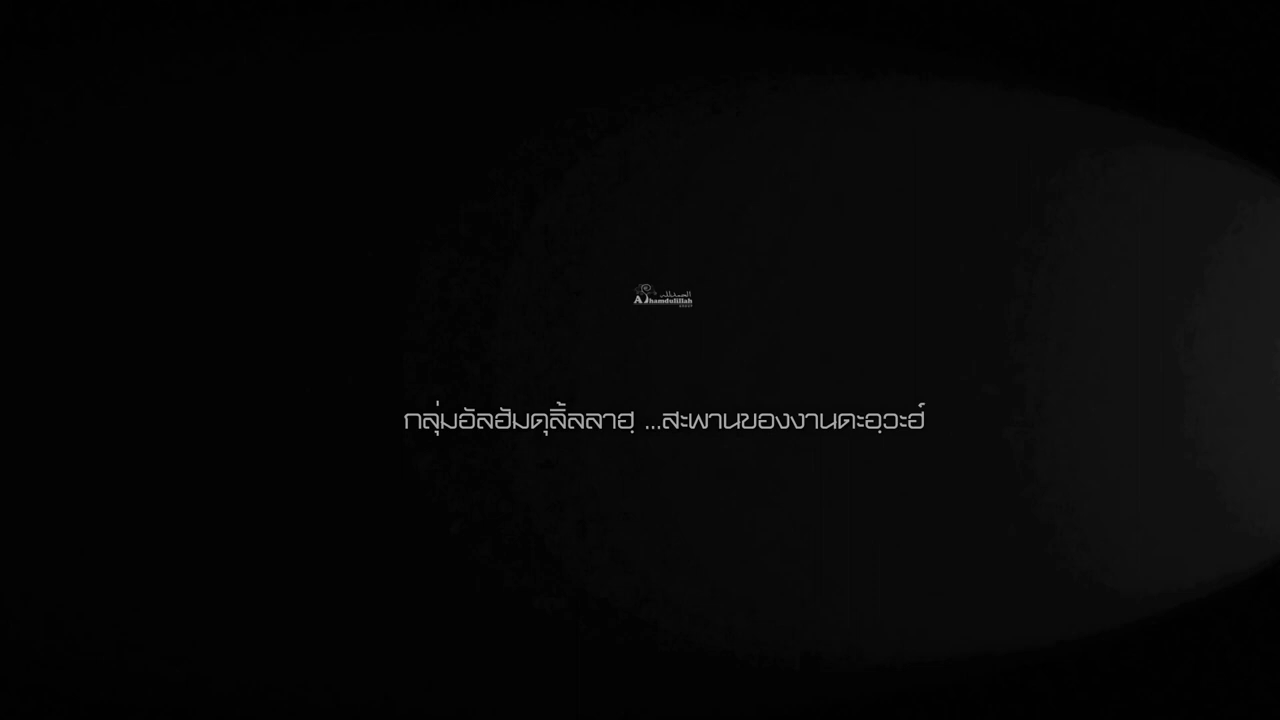 الحمدلله
Alhamdulillah
กลุ่มอัลฮัมดุลิ้ลลาฮฺ ...สะพานของงานดะอฺวะฮ์